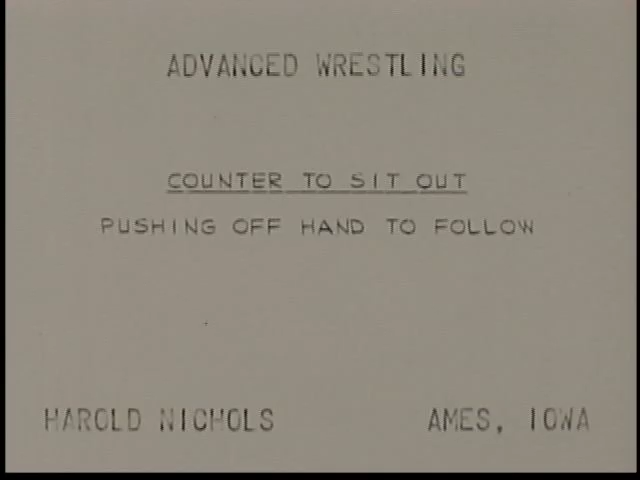 ADVANCED WRESTLING
COUNTER TO SIT OUT
PUSHING OFF HAND TO FOLLOW
HAROLD NICHOLS AMES, IOWA